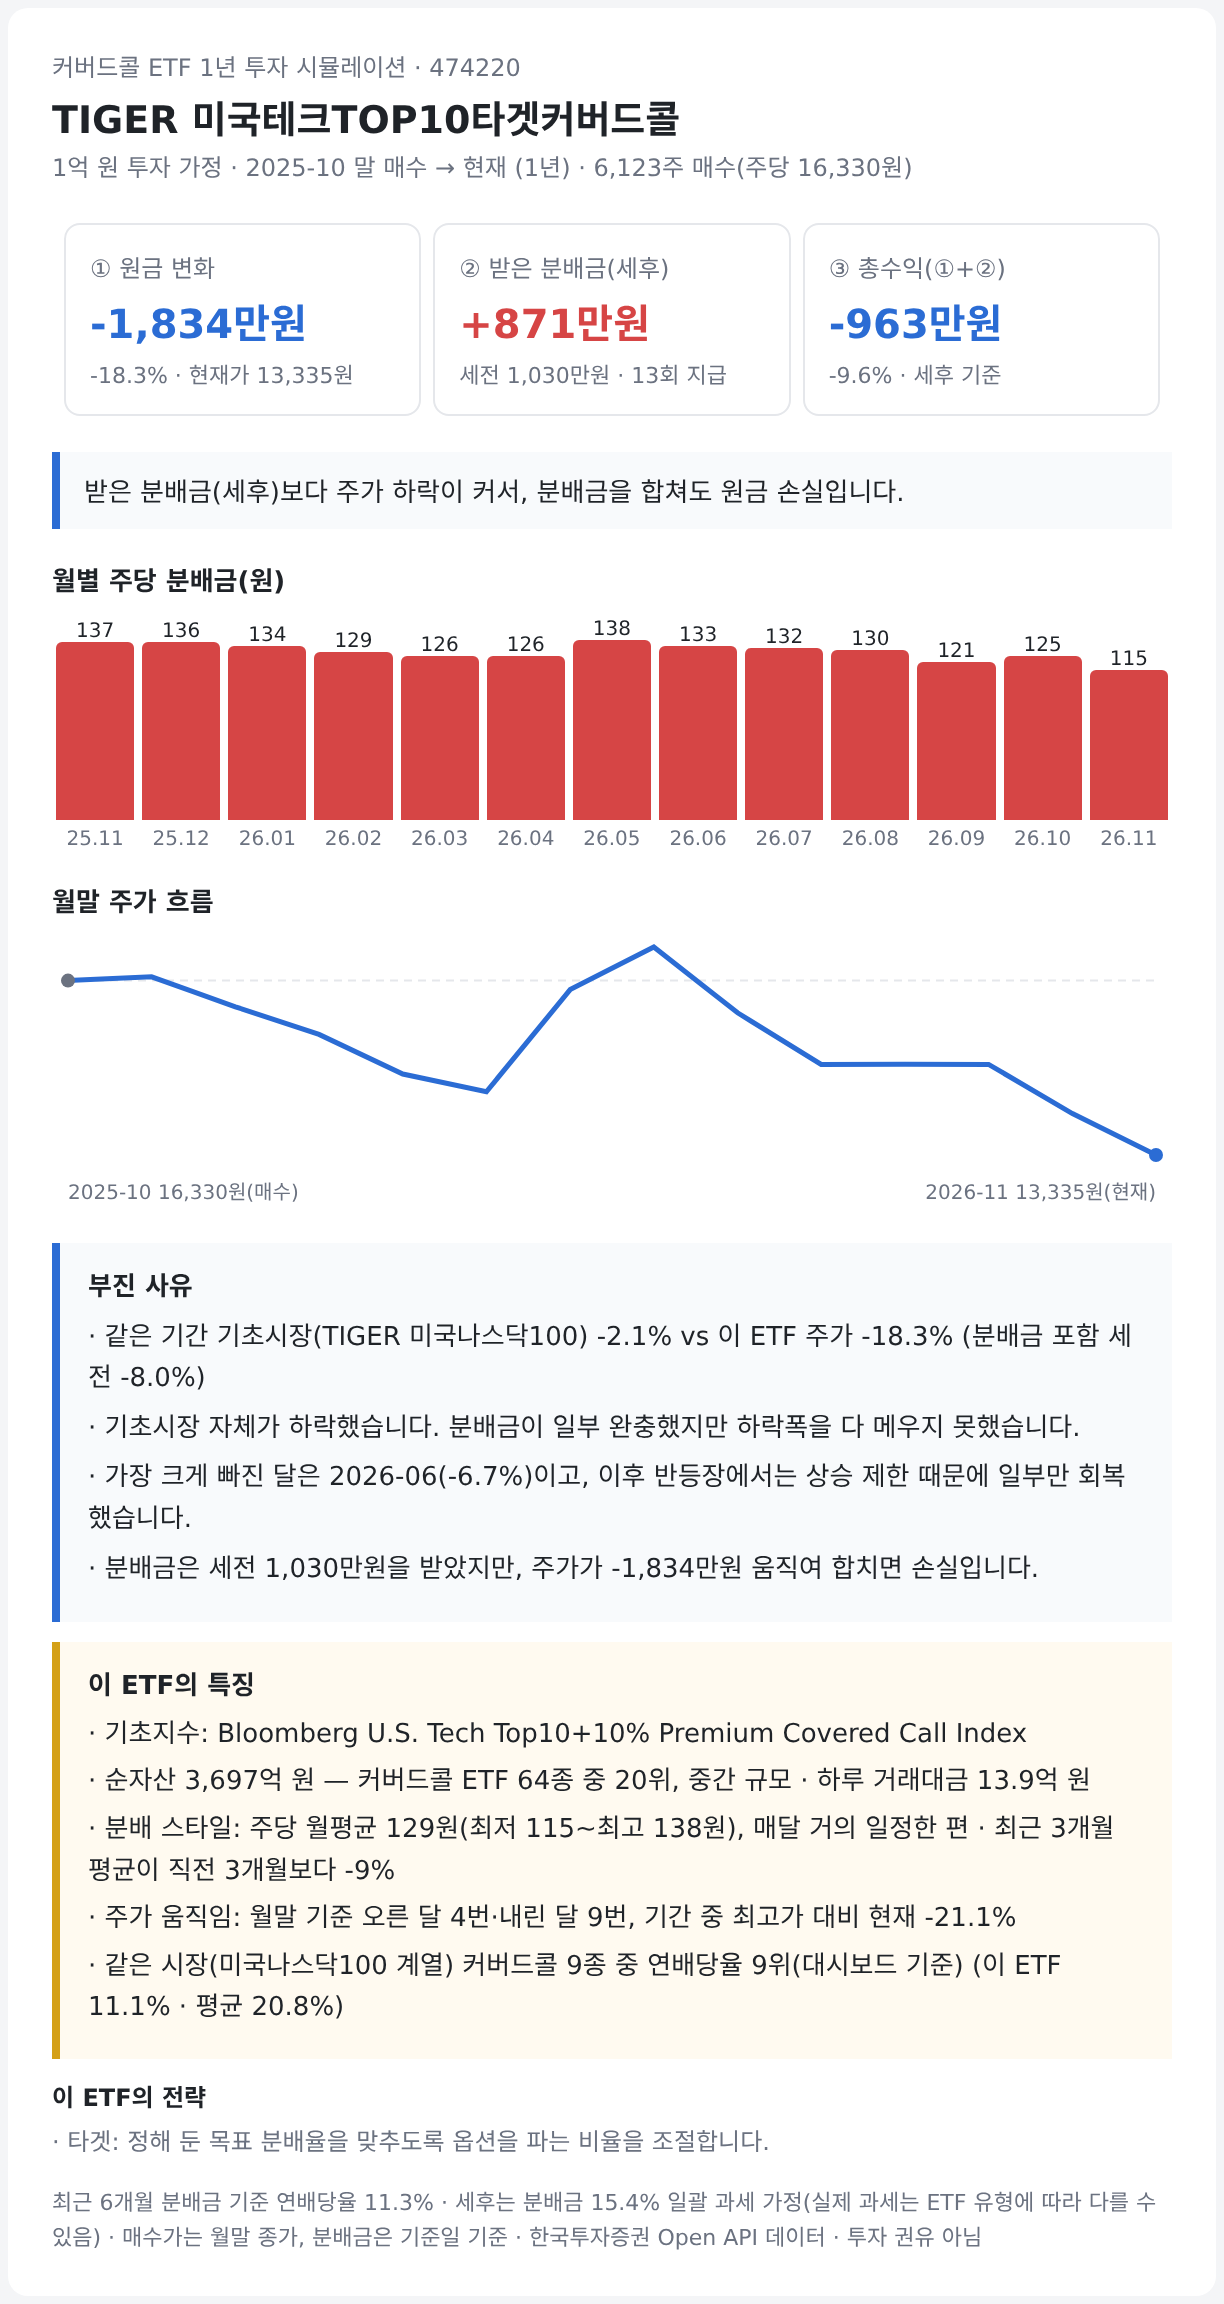 커버드콜 ETF 1년 투자 시뮬레이션 · 474220
TIGER 미국테크TOP10타겟커버드콜
1억 원 투자 가정 · 2025-10 말 매수 → 현재 (1년) · 6,123주 매수(주당 16,330원)
① 원금 변화
-1,834만원
-18.3% · 현재가 13,335원
② 받은 분배금(세후)
+871만원
세전 1,030만원 · 13회 지급
③ 총수익(①+②)
-963만원
-9.6% · 세후 기준
받은 분배금(세후)보다 주가 하락이 커서, 분배금을 합쳐도 원금 손실입니다.
월별 주당 분배금(원)
137 136 134 129 126 126 138 133 132 130 121 125 115
25.11 25.12 26.01 26.02 26.03 26.04 26.05 26.06 26.07 26.08 26.09 26.10 26.11
월말 주가 흐름
2025-10 16,330원(매수) 2026-11 13,335원(현재)
부진 사유
· 같은 기간 기초시장(TIGER 미국나스닥100) -2.1% vs 이 ETF 주가 -18.3% (분배금 포함 세
전 -8.0%)
· 기초시장 자체가 하락했습니다. 분배금이 일부 완충했지만 하락폭을 다 메우지 못했습니다.
· 가장 크게 빠진 달은 2026-06(-6.7%)이고, 이후 반등장에서는 상승 제한 때문에 일부만 회복
했습니다.
· 분배금은 세전 1,030만원을 받았지만, 주가가 -1,834만원 움직여 합치면 손실입니다.
이 ETF의 특징
· 기초지수: Bloomberg U.S. Tech Top10+10% Premium Covered Call Index
· 순자산 3,697억 원 — 커버드콜 ETF 64종 중 20위, 중간 규모 · 하루 거래대금 13.9억 원
· 분배 스타일: 주당 월평균 129원(최저 115~최고 138원), 매달 거의 일정한 편 · 최근 3개월
평균이 직전 3개월보다 -9%
· 주가 움직임: 월말 기준 오른 달 4번·내린 달 9번, 기간 중 최고가 대비 현재 -21.1%
· 같은 시장(미국나스닥100 계열) 커버드콜 9종 중 연배당율 9위(대시보드 기준) (이 ETF
11.1% · 평균 20.8%)
이 ETF의 전략
· 타겟: 정해 둔 목표 분배율을 맞추도록 옵션을 파는 비율을 조절합니다.
최근 6개월 분배금 기준 연배당율 11.3% · 세후는 분배금 15.4% 일괄 과세 가정(실제 과세는 ETF 유형에 따라 다를 수
있음) · 매수가는 월말 종가, 분배금은 기준일 기준 · 한국투자증권 Open API 데이터 · 투자 권유 아님